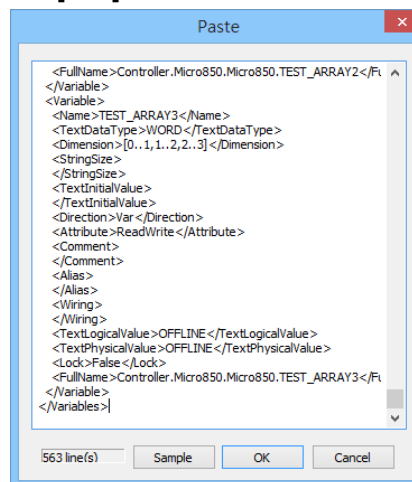 Paste
<FullName>Controller.Micro850.Micro850.TEST_ARRAY2</Fu
</Variable>
<Variable>
<Name>TEST_ARRAY3</Name>
<TextDataType>WORD</TextDataType>
<Dimension>[0..1,1..2,2..3]</Dimension>
<StringSize>
</StringSize>
<TextInitialValue>
</TextInitialValue>
<Direction>Var</Direction>
<Attribute>ReadWrite</Attribute>
<Comment>
</Comment>
<Alias>
</Alias>
<Wiring>
</Wiring>
<TextLogicalValue>OFFLINE</TextLogicalValue>
<TextPhysicalValue>OFFLINE</TextPhysicalValue>
<Lock>False</Lock>
<FullName>Controller.Micro850.Micro850.TEST_ARRAY3</Fu
</Variable>
</Variables>
563 line(s) Sample OK Cancel